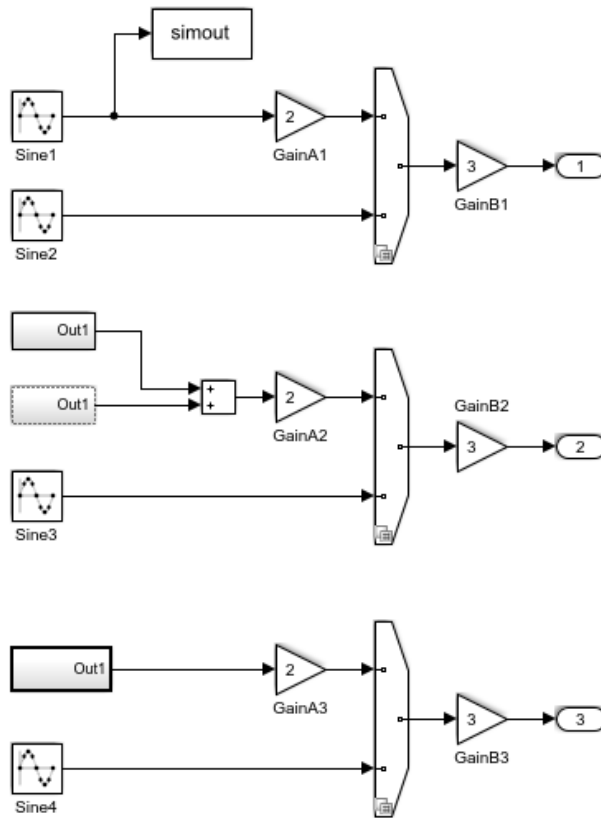 simout
2
Sine1
GainA1
3
1
GainB1
Sine2
Out1
Out1
+
+
2
GainA2
GainB2
3
2
Sine3
Out1
2
GainA3
3
3
GainB3
Sine4